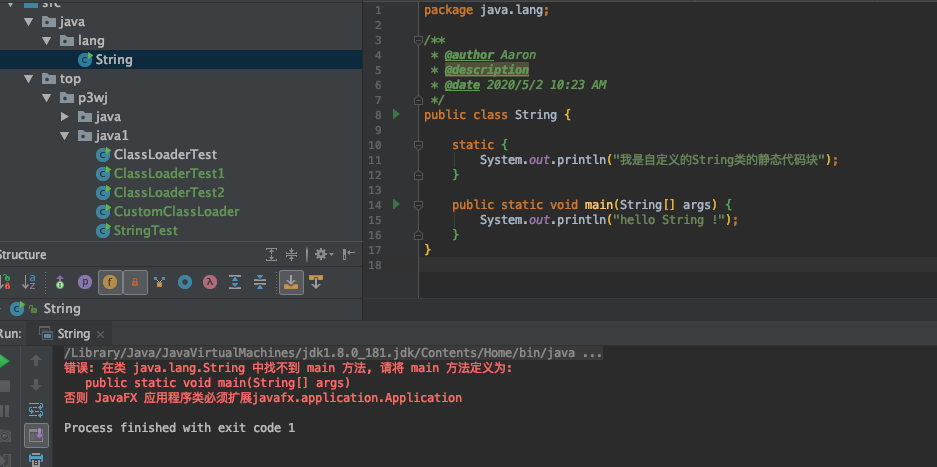 src
java
lang
String
top
p3wj
java
java1
ClassLoaderTest
ClassLoaderTest1
ClassLoaderTest2
CustomClassLoader
StringTest
Structure
String
1 package java.lang;
2
3 /**
4 * @author Aaron
5 * @description
6 * @date 2020/5/2 10:23 AM
7 */
8 public class String {
9
10 static {
11 System.out.println("我是自定义的String类的静态代码块");
12 }
13
14 public static void main(String[] args) {
15 System.out.println("hello String !");
16 }
17 }
18
Run: String
/Library/Java/JavaVirtualMachines/jdk1.8.0_181.jdk/Contents/Home/bin/java ...
错误: 在类 java.lang.String 中找不到 main 方法, 请将 main 方法定义为:
public static void main(String[] args)
否则 JavaFX 应用程序类必须扩展javafx.application.Application
Process finished with exit code 1